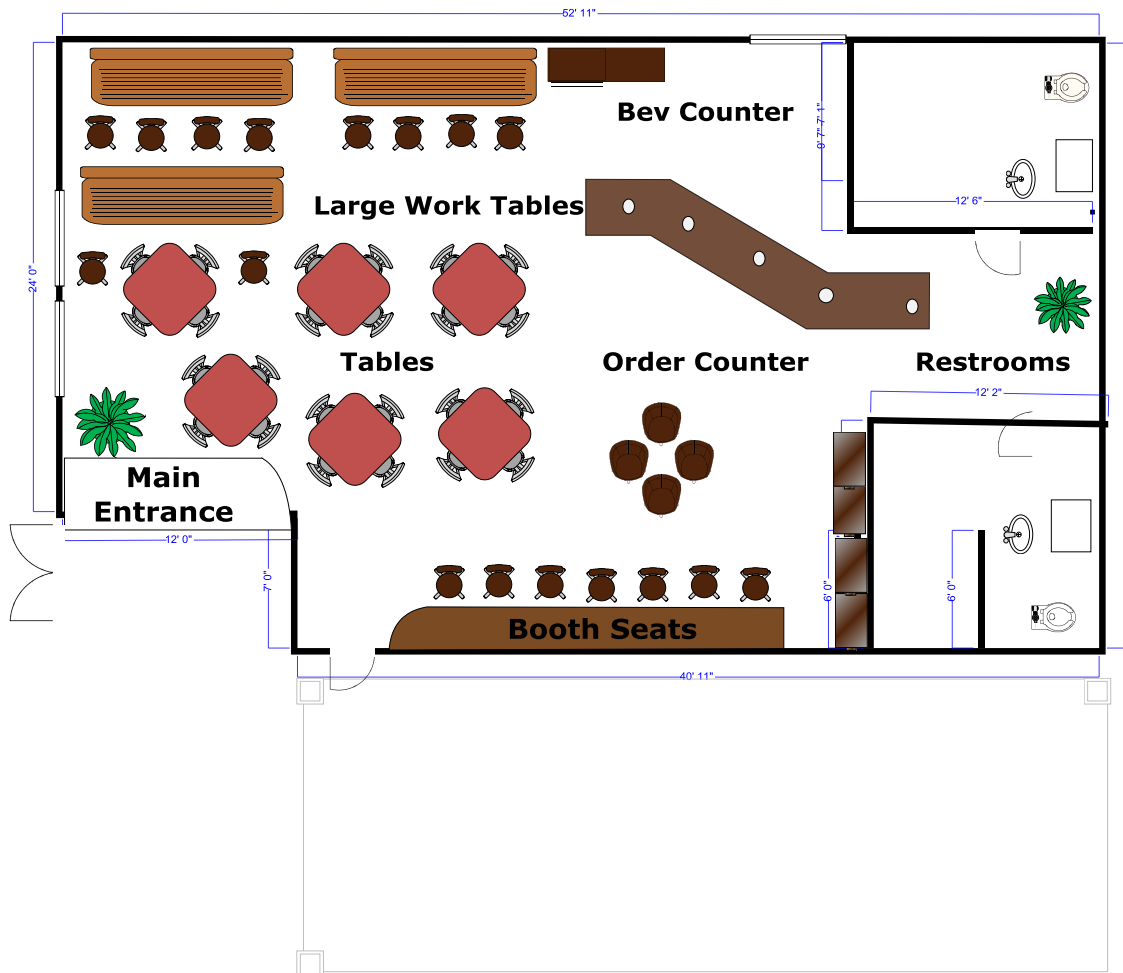 52' 11"
Bev Counter
9' 7"
7' 1"
Large Work Tables
12' 6"
24' 0"
Tables
Order Counter
Restrooms
12' 2"
Main
Entrance
12' 0"
7' 0"
6' 0"
6' 0"
Booth Seats
40' 11"